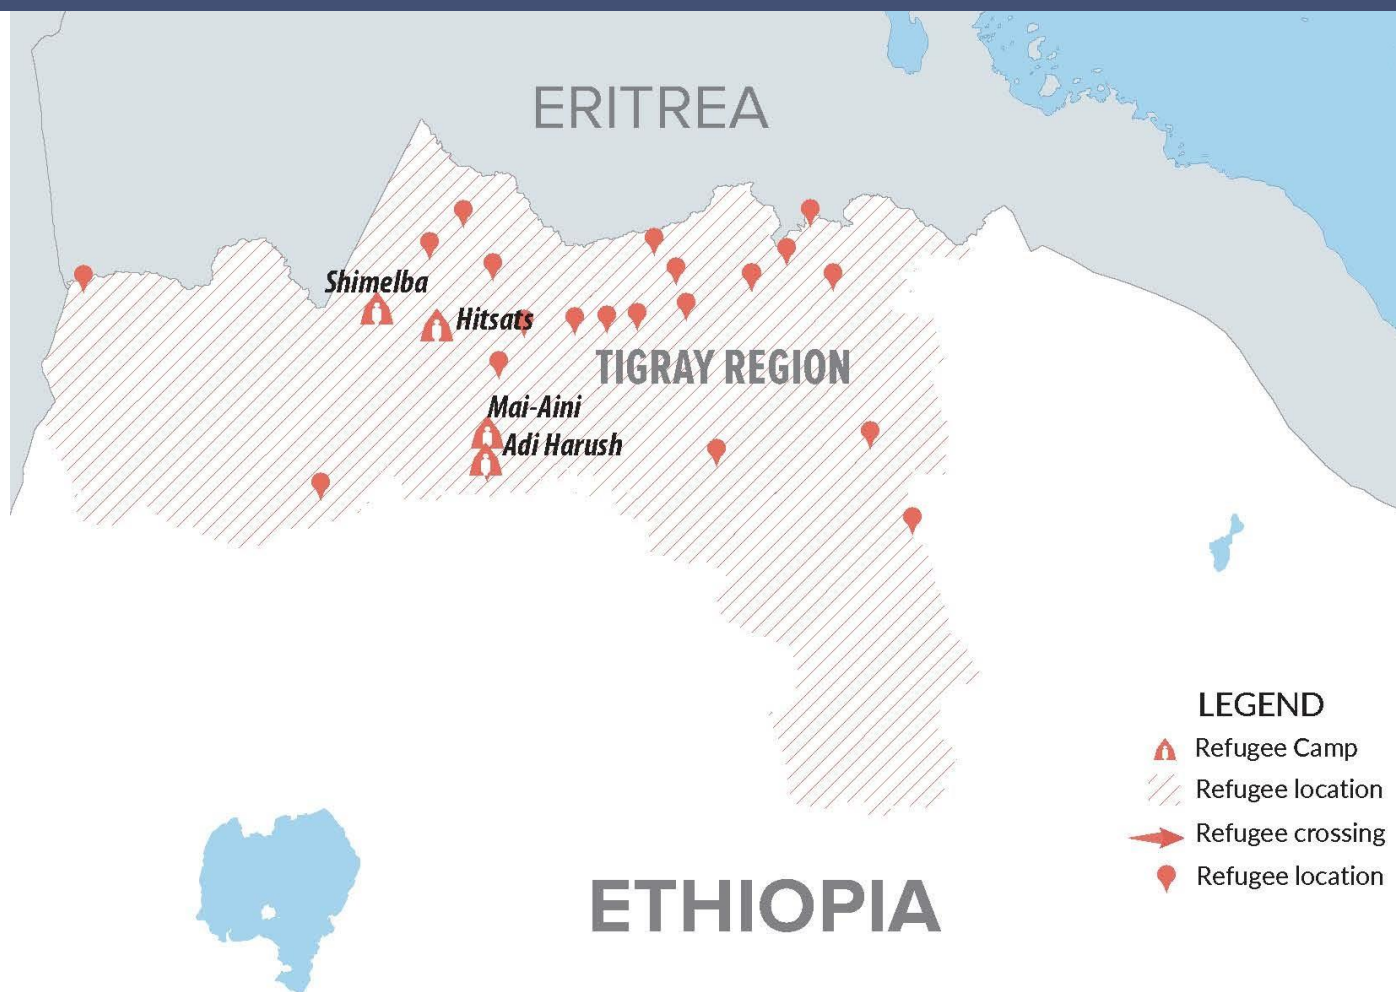 ERITREA
Shimelba
Hitsats
TIGRAY REGION
Mai-Aini
Adi Harush
LEGEND
Refugee Camp
Refugee location
Refugee crossing
Refugee location
ETHIOPIA